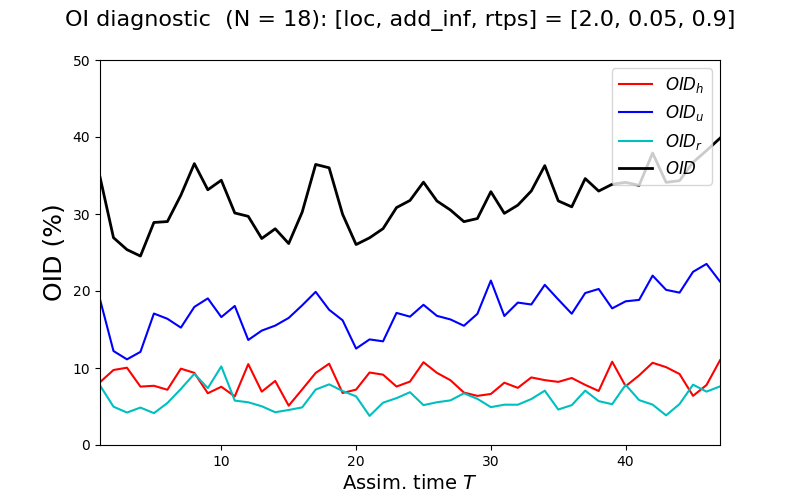 OI diagnostic  (N = 18): [loc, add_inf, rtps] = [2.0, 0.05, 0.9]
OID (%)
50
40
30
20
10
0
OID_h
OID_u
OID_r
OID
10 20 30 40
Assim. time T